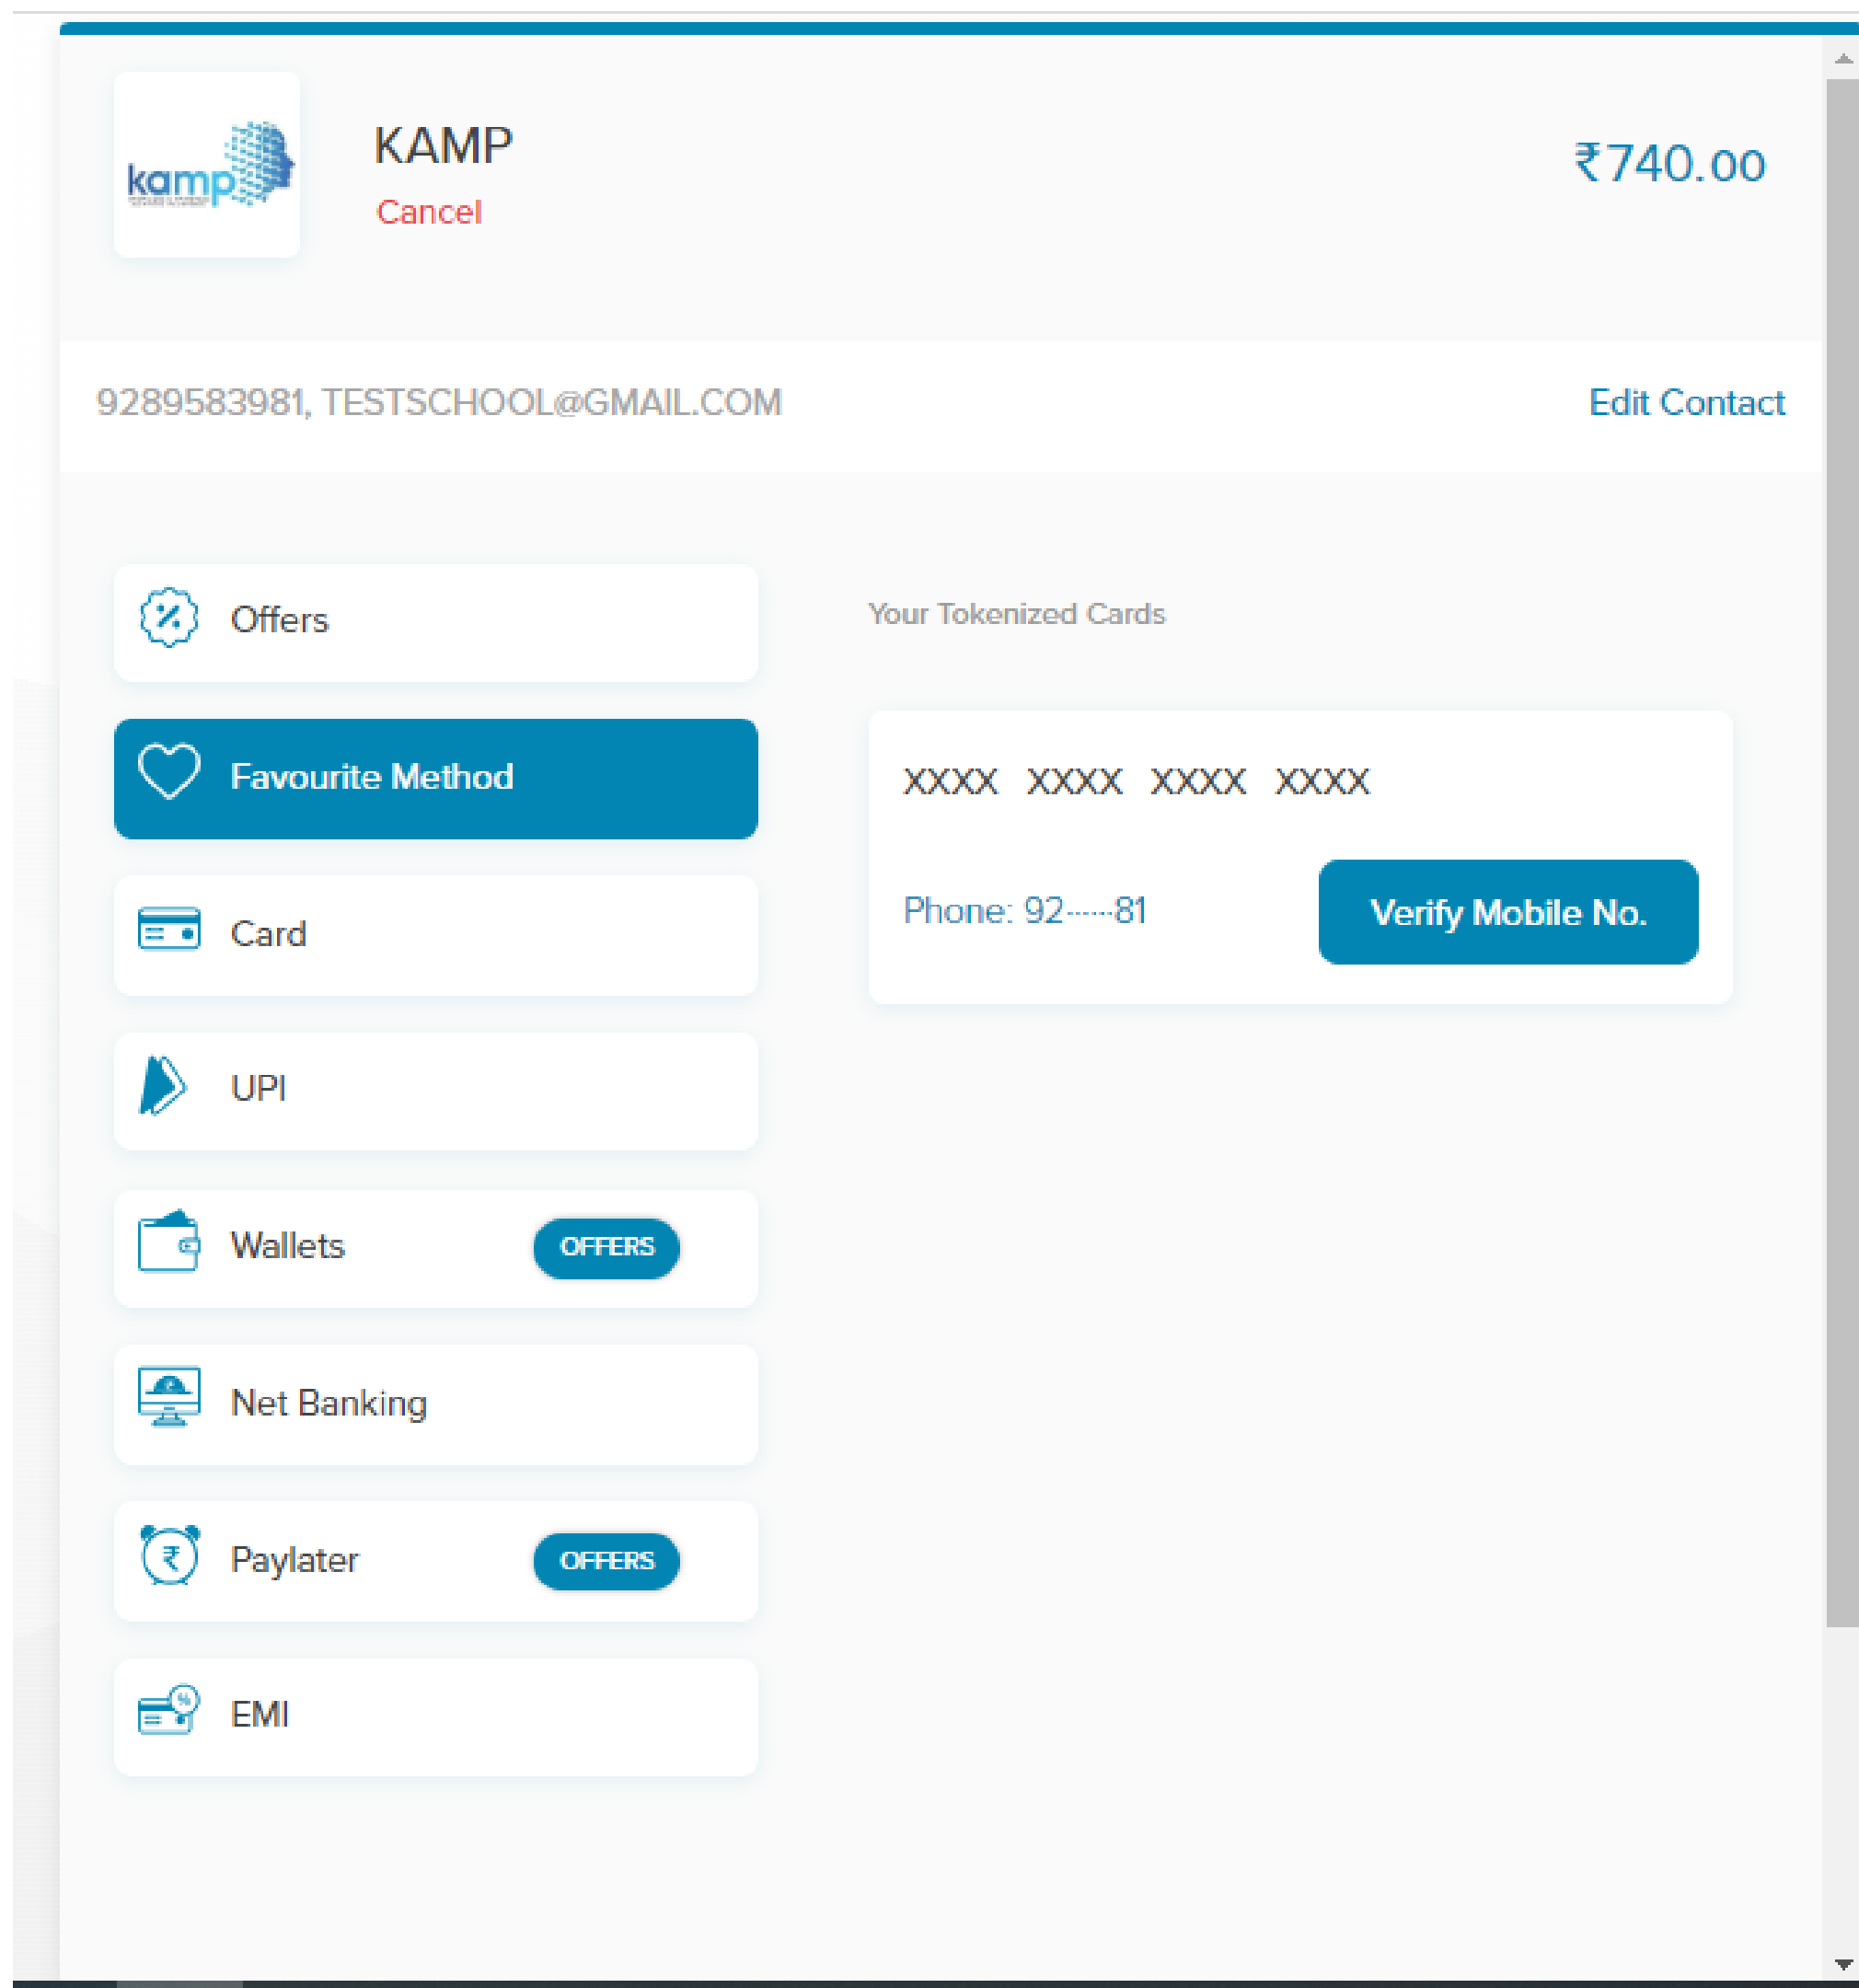 kamp
KAMP
Cancel
₹740.00
9289583981, TESTSCHOOL@GMAIL.COM
Edit Contact
Offers
Favourite Method
Card
UPI
Wallets OFFERS
Net Banking
Paylater OFFERS
EMI
Your Tokenized Cards
XXXX XXXX XXXX XXXX
Phone: 92------81
Verify Mobile No.